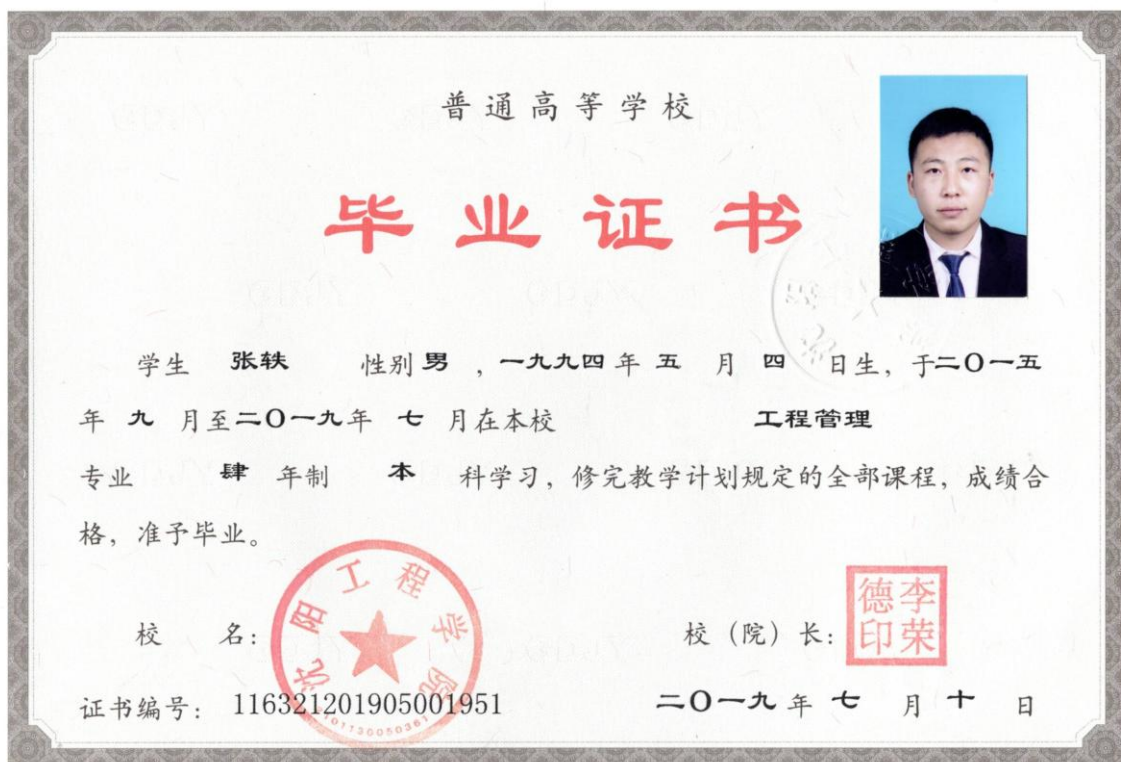 普通高等学校
毕业证书
学生 张轶 性别 男 ，一九九四 年 五 月 四 日生，于二〇一五
年 九 月至二〇一九年 七 月在本校 工程管理
专业 肆 年制 本 科学习，修完教学计划规定的全部课程，成绩合
格，准予毕业。
沈阳工程学院
李荣
德印
校 名： 校（院）长：
证书编号： 116321201905001951 二〇一九 年 七 月 十 日